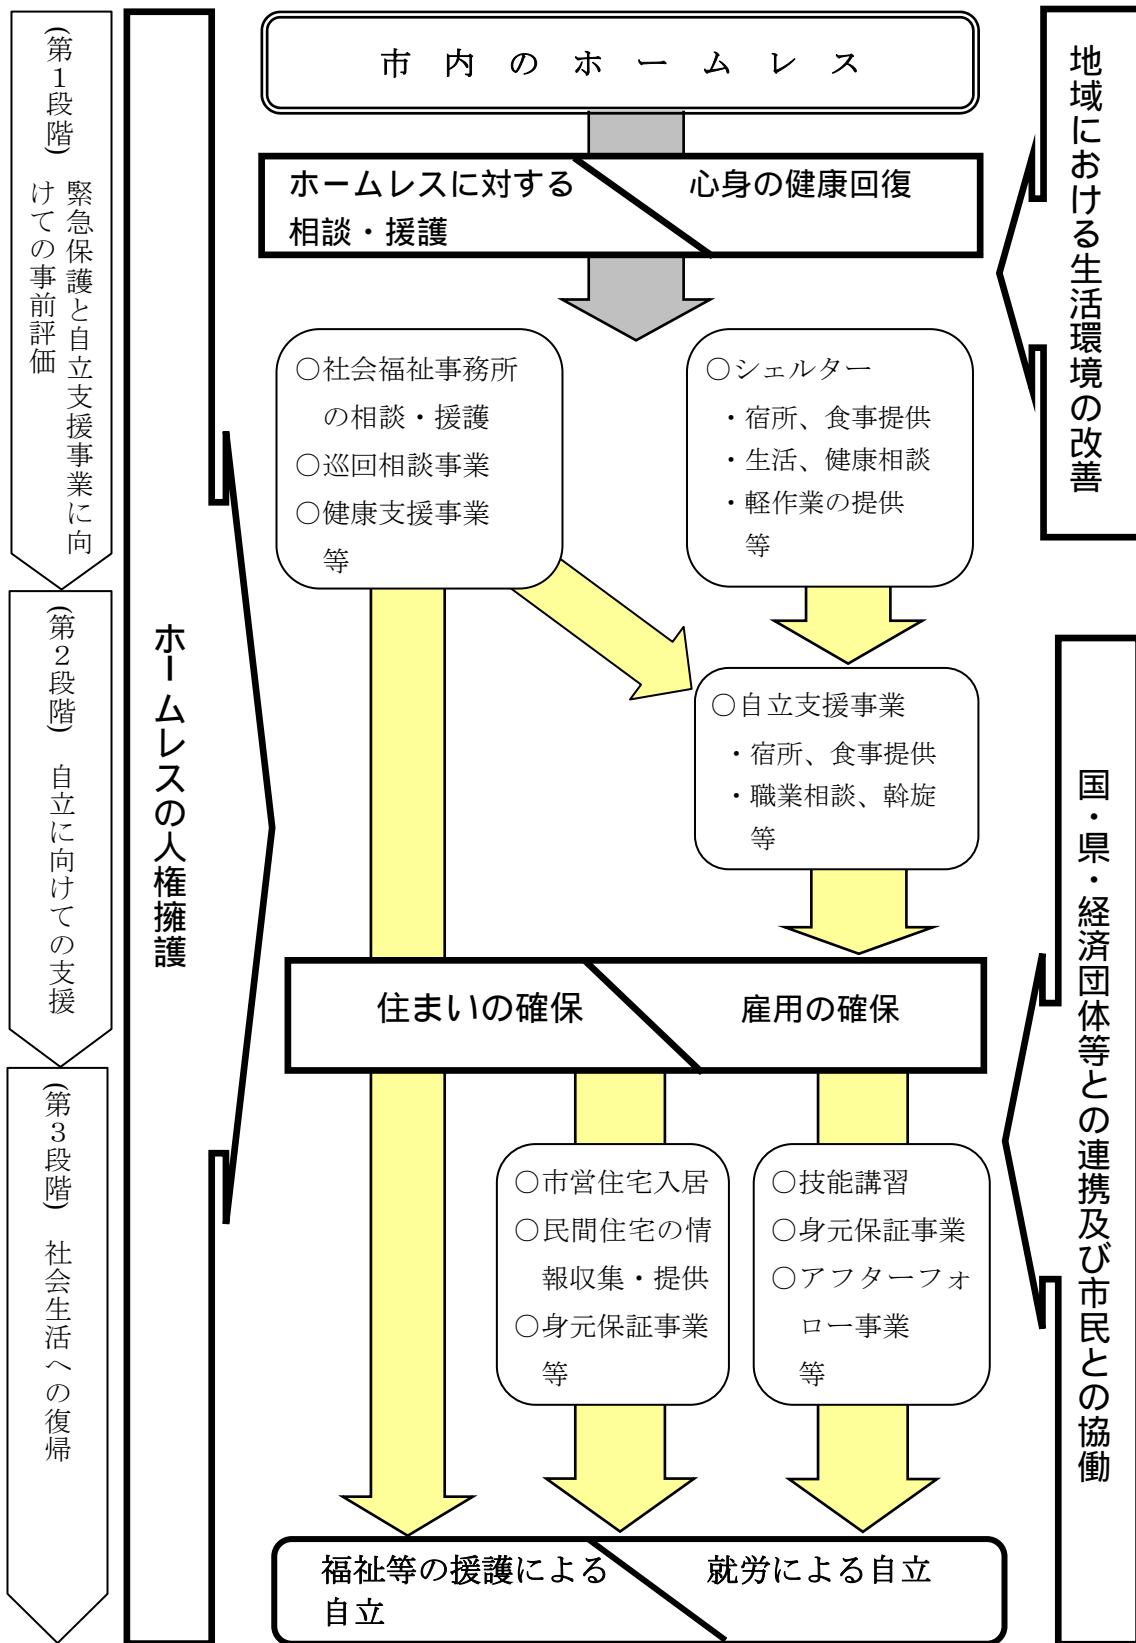 (第1段階) 緊急保護と自立支援事業に向
けての事前評価
(第2段階) 自立に向けての支援
(第3段階) 社会生活への復帰
ホームレスの人権擁護
市内のホームレス
ホームレスに対する
相談・援護
心身の健康回復
○社会福祉事務所
の相談・援護
○巡回相談事業
○健康支援事業
等
○シェルター
・宿所、食事提供
・生活、健康相談
・軽作業の提供
等
○自立支援事業
・宿所、食事提供
・職業相談、斡旋
等
住まいの確保
雇用の確保
○市営住宅入居
○民間住宅の情
報収集・提供
○身元保証事業
等
○技能講習
○身元保証事業
○アフターフォ
ロー事業
等
福祉等の援護による
自立
就労による自立
地域における生活環境の改善
国・県・経済団体等との連携及び市民との協働